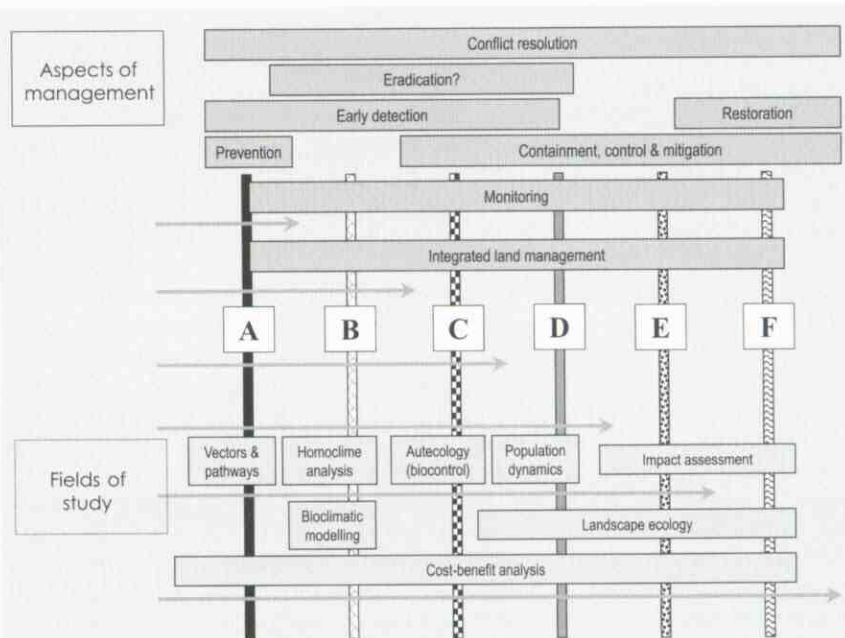 Aspects of
management
Conflict resolution
Eradication?
Early detection
Restoration
Prevention
Containment, control & mitigation
Monitoring
Integrated land management
A
B
C
D
E
F
Fields of
study
Vectors &
pathways
Homoclime
analysis
Autecology
(biocontrol)
Population
dynamics
Impact assessment
Bioclimatic
modelling
Landscape ecology
Cost-benefit analysis